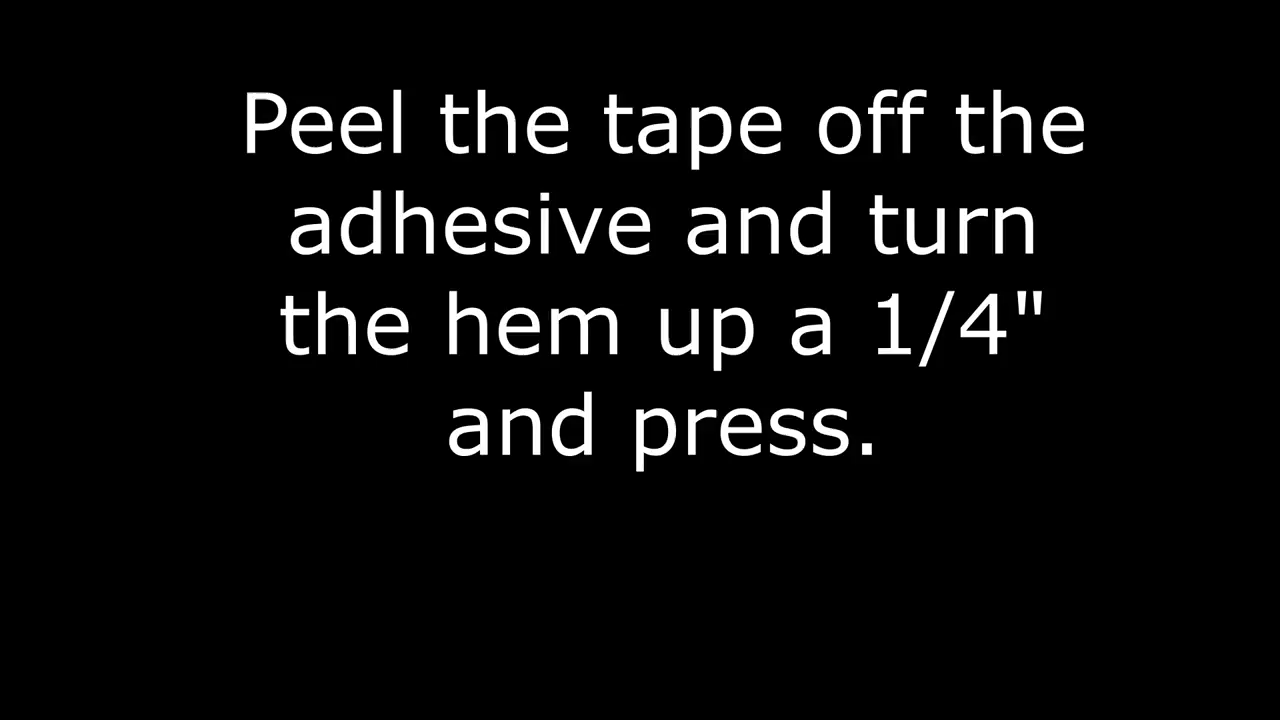 Peel the tape off the
adhesive and turn
the hem up a 1/4"
and press.